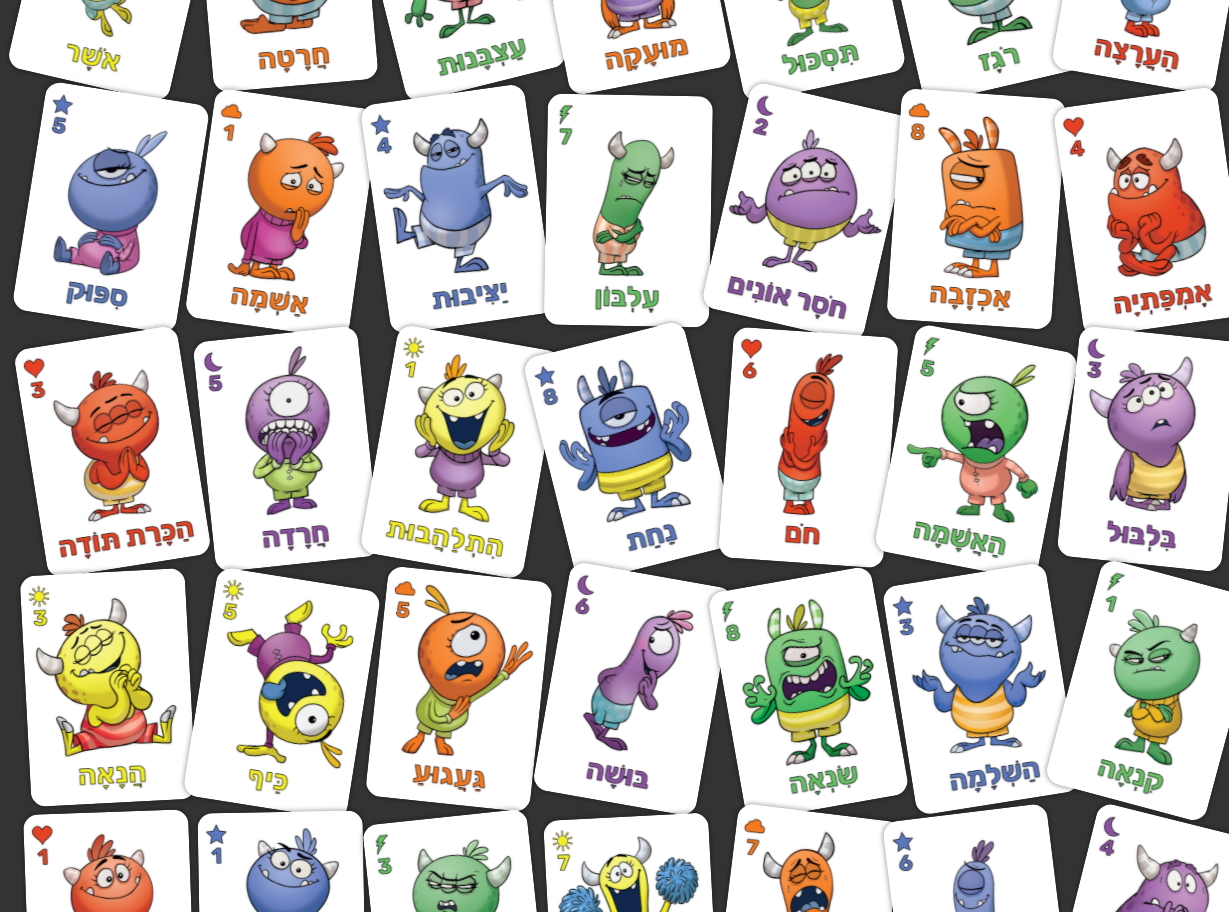 אֹשֶׁר
חֲרָטָה
עַצְבָּנוּת
מוּעָקָה
תִּסְכּוּל
רֹגֶז
הַעֲרָצָה
5
סִפּוּק
1
אַשְׁמָה
4
יַצִּיבוּת
7
עֶלְבּוֹן
2
חֹסֶר אוֹנִים
8
אַכְזָבָה
4
אֶמְפַּתְיָה
3
הַכָּרַת תּוֹדָה
5
חֲרָדָה
1
הִתְלַהֲבוּת
8
נַחַת
6
חֹם
5
הַאֲשָׁמָה
3
בִּלְבּוּל
3
הֲנָאָה
5
כֵּיף
5
גַּעֲגוּעַ
6
בּוּשָׁה
8
שִׂנְאָה
3
הַשְׁלָמָה
1
קִנְאָה
1
1
3
7
7
6
4